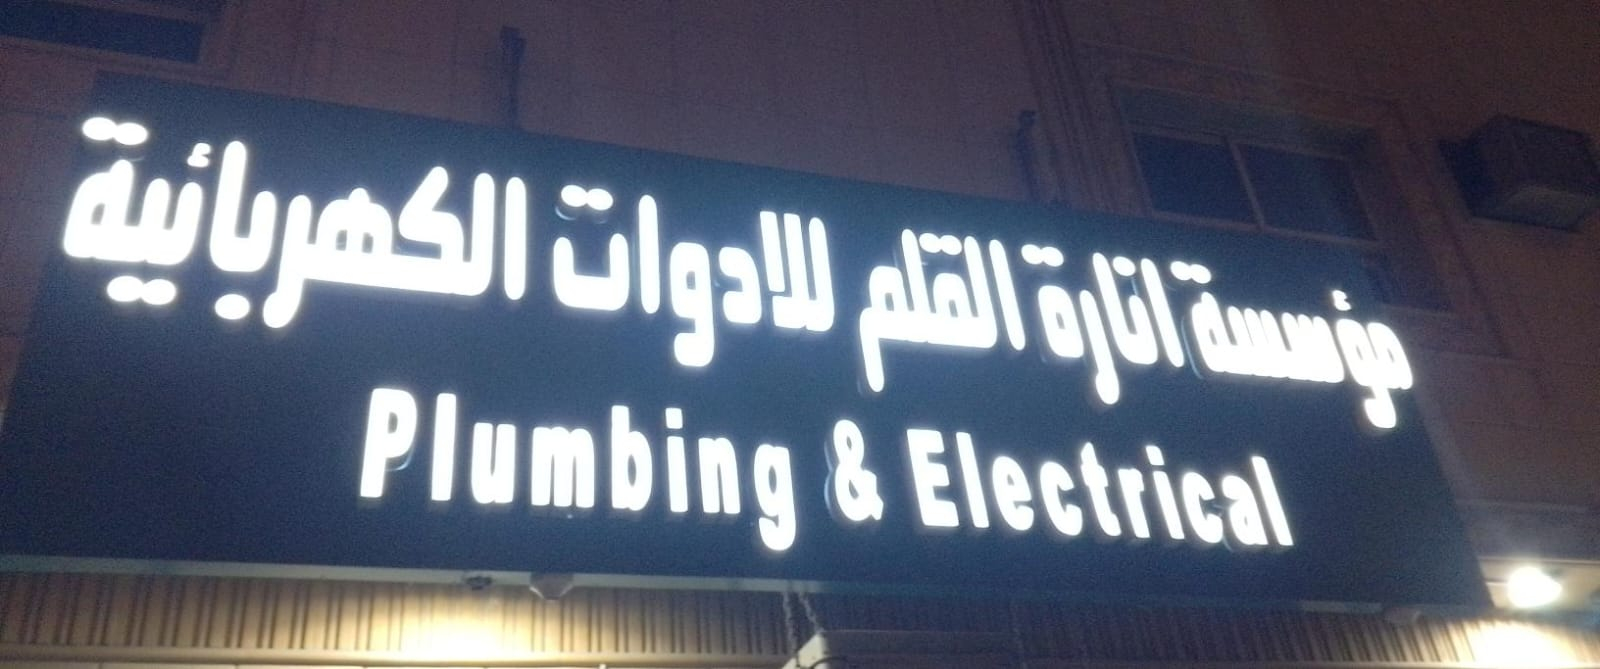 مؤسسة انارة القلم للادوات الكهربائية
Plumbing & Electrical